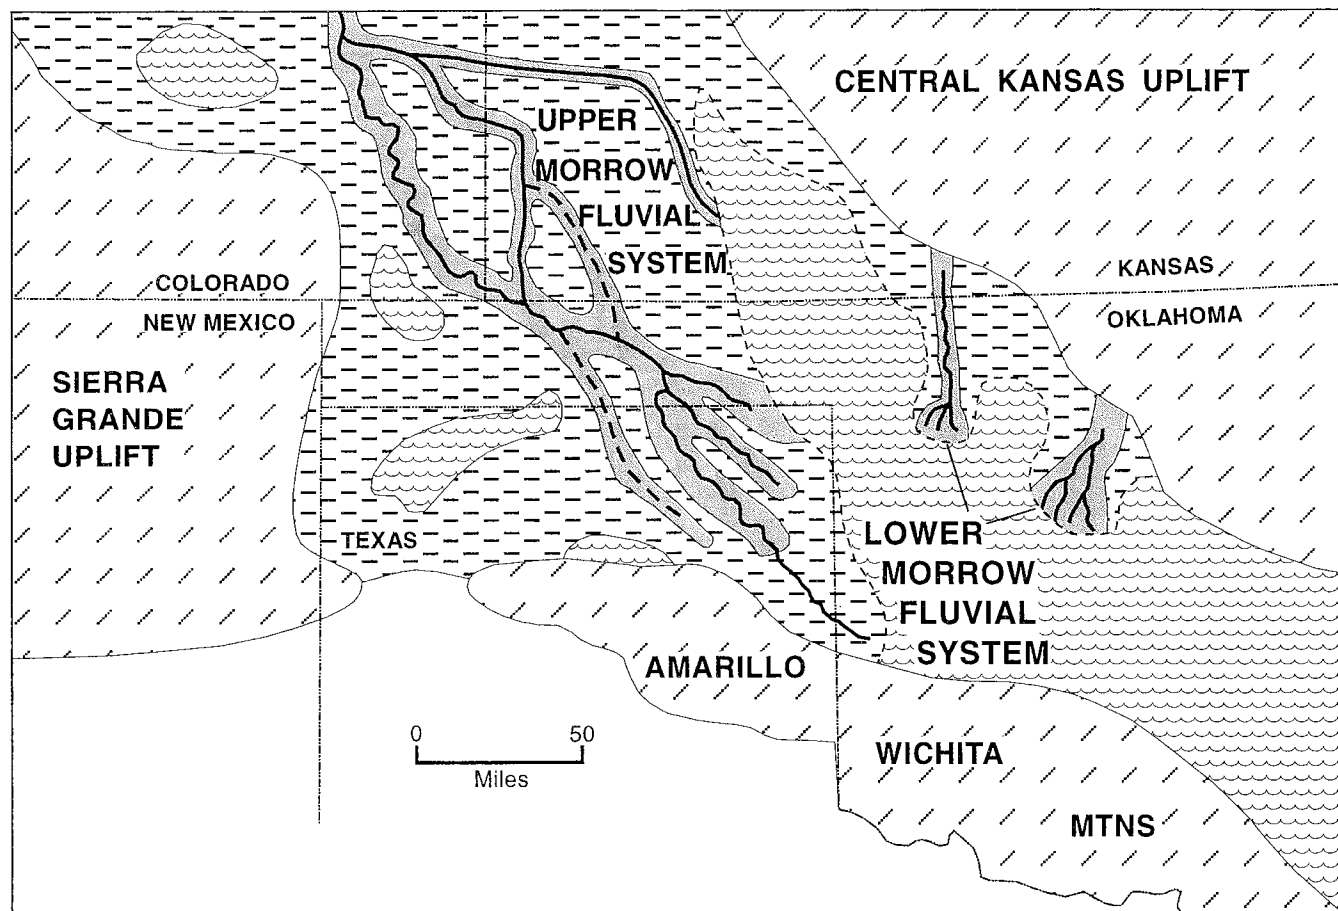 CENTRAL KANSAS UPLIFT
UPPER
MORROW
FLUVIAL
SYSTEM
COLORADO
NEW MEXICO
KANSAS
OKLAHOMA
SIERRA
GRANDE
UPLIFT
TEXAS
LOWER
MORROW
FLUVIAL
SYSTEM
AMARILLO
WICHITA
MTNS
0 50
Miles